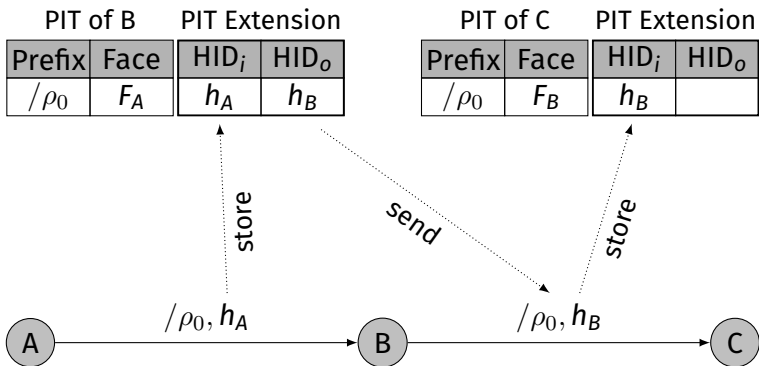 PIT of B PIT Extension PIT of C PIT Extension
Prefix Face HIDᵢ HIDₒ Prefix Face HIDᵢ HIDₒ
/ρ₀ F_A h_A h_B /ρ₀ F_B h_B
store send store
/ρ₀, h_A /ρ₀, h_B
A B C